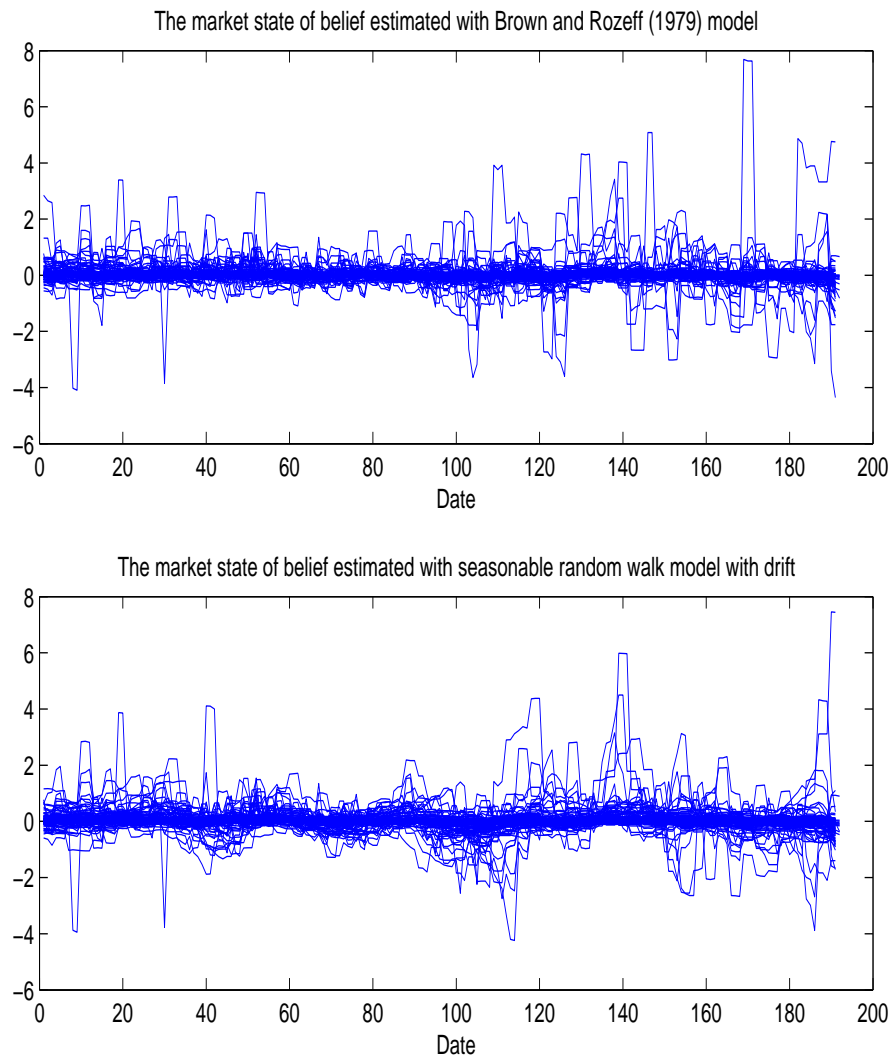 The market state of belief estimated with Brown and Rozeff (1979) model
8
6
4
2
0
−2
−4
−6
0 20 40 60 80 100 120 140 160 180 200
Date
The market state of belief estimated with seasonable random walk model with drift
8
6
4
2
0
−2
−4
−6
0 20 40 60 80 100 120 140 160 180 200
Date